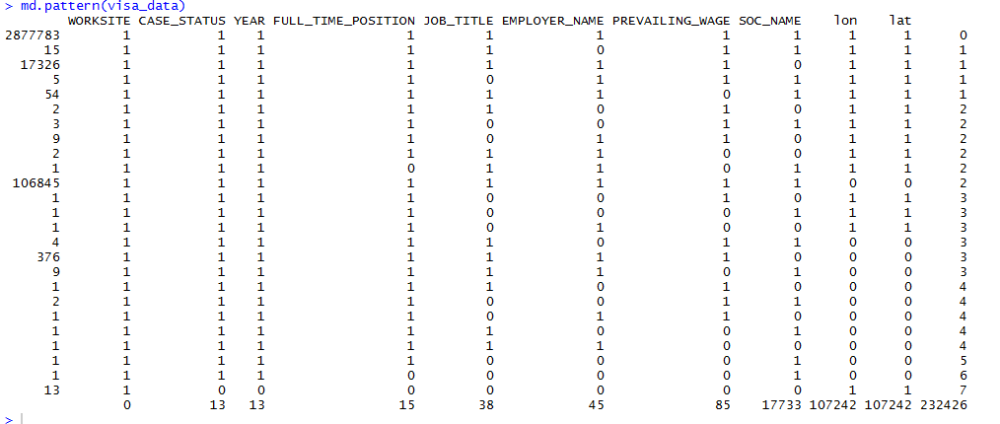 > md.pattern(visa_data)
WORKSITE CASE_STATUS YEAR FULL_TIME_POSITION JOB_TITLE EMPLOYER_NAME PREVAILING_WAGE SOC_NAME lon lat
2877783 1 1 1 1 1 1 1 1 1 1 0
15 1 1 1 1 1 0 1 1 1 1 1
17326 1 1 1 1 1 1 1 0 1 1 1
5 1 1 1 1 0 1 1 1 1 1 1
54 1 1 1 1 1 1 0 1 1 1 1
2 1 1 1 1 1 0 1 0 1 1 2
3 1 1 1 1 0 0 1 1 1 1 2
9 1 1 1 1 0 1 1 0 1 1 2
2 1 1 1 1 1 1 0 0 1 1 2
1 1 1 1 0 1 1 1 0 1 1 2
106845 1 1 1 1 1 1 1 1 0 0 2
1 1 1 1 1 0 0 1 0 1 1 3
1 1 1 1 1 0 0 0 1 1 1 3
1 1 1 1 1 0 1 0 0 1 1 3
4 1 1 1 1 1 0 1 1 0 0 3
376 1 1 1 1 1 1 1 0 0 0 3
9 1 1 1 1 1 1 0 1 0 0 3
1 1 1 1 1 1 0 1 0 0 0 4
2 1 1 1 1 0 0 1 1 0 0 4
1 1 1 1 1 0 1 1 0 0 0 4
1 1 1 1 1 1 0 0 1 0 0 4
1 1 1 1 1 1 1 0 0 0 0 4
1 1 1 1 1 0 0 0 1 0 0 5
1 1 1 1 0 0 0 0 0 0 0 6
13 1 0 0 0 0 0 0 1 1 1 7
0 13 13 15 38 45 85 17733 107242 107242 232426
>